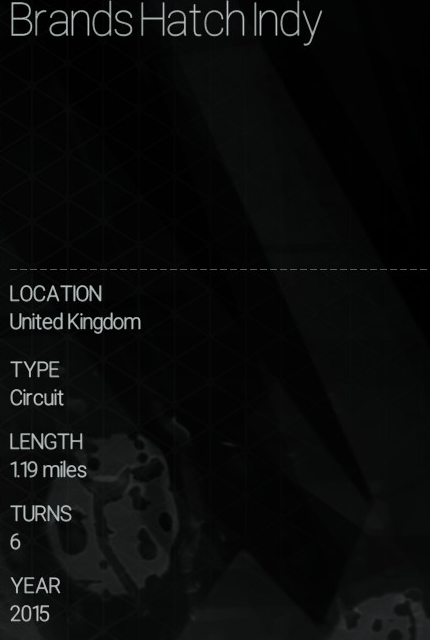 Brands Hatch Indy
LOCATION
United Kingdom
TYPE
Circuit
LENGTH
1.19 miles
TURNS
6
YEAR
2015